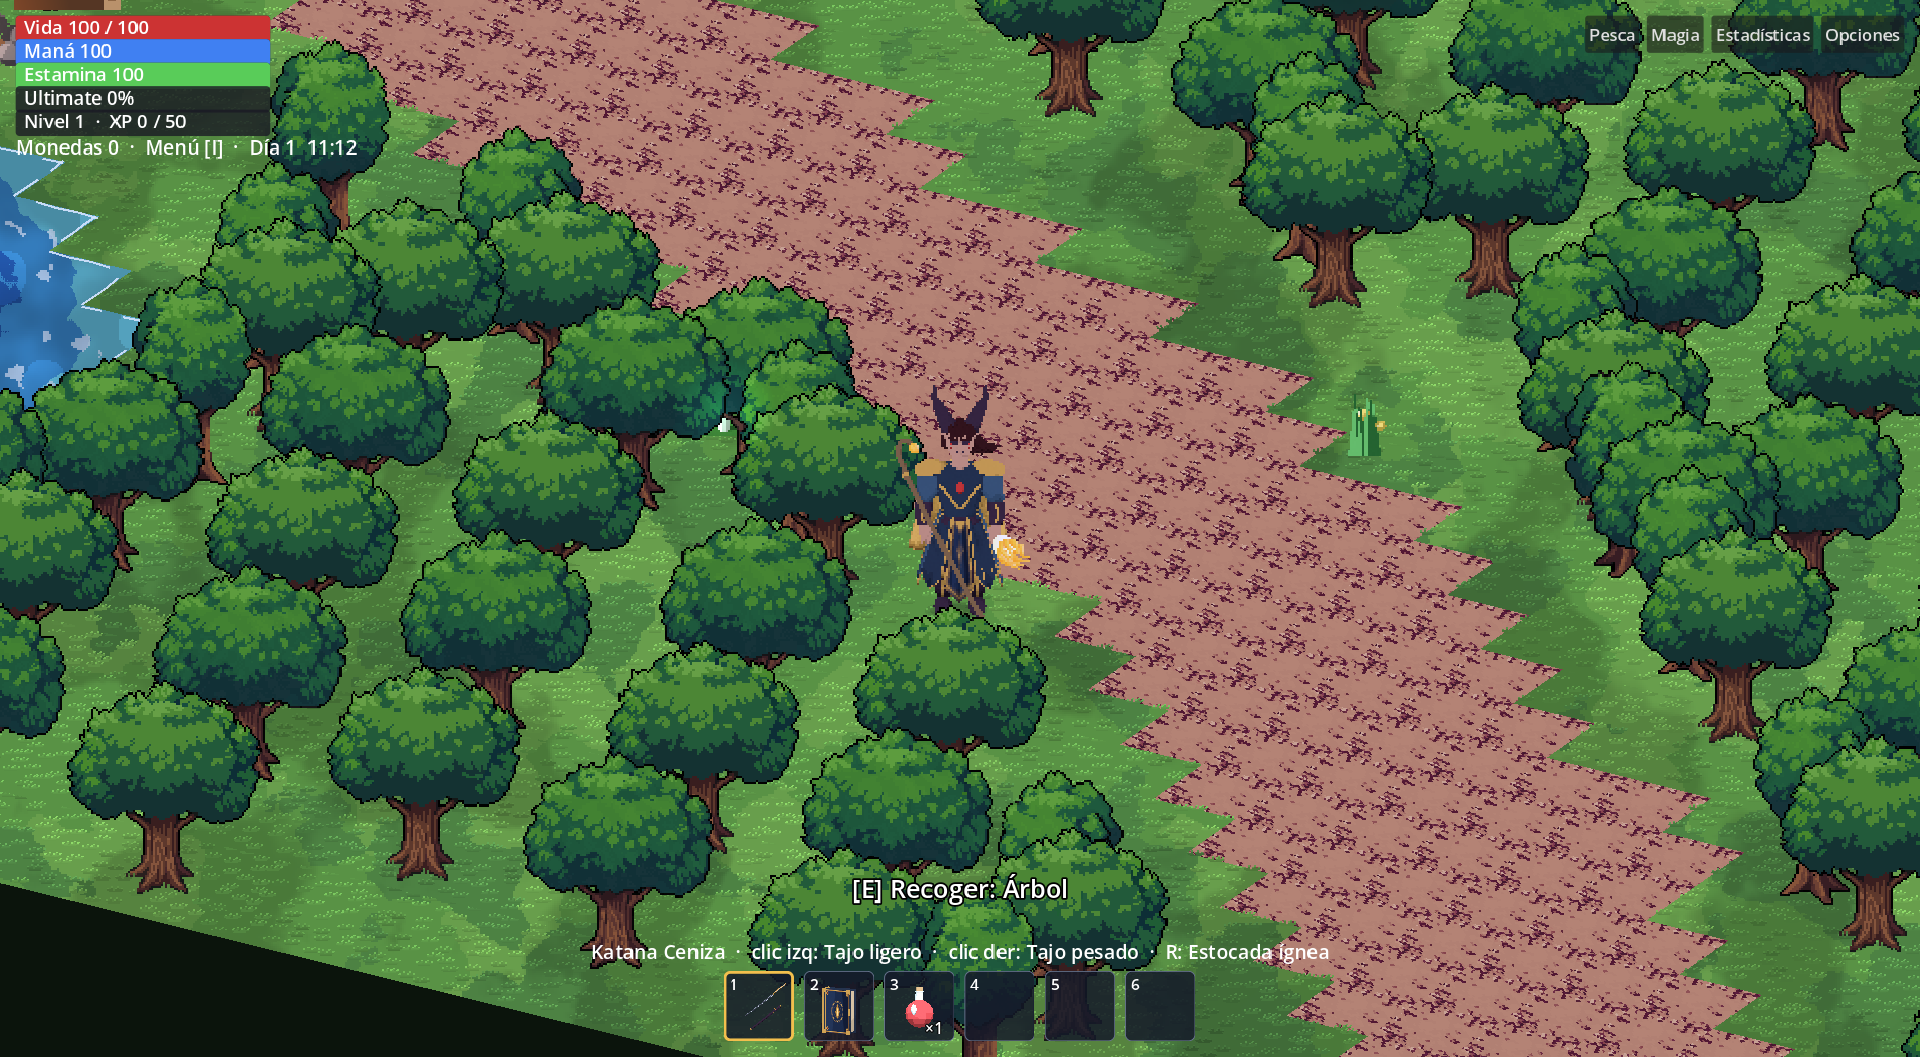 Vida 100 / 100
Maná 100
Estamina 100
Ultimate 0%
Nivel 1 · XP 0 / 50
Monedas 0 · Menú [I] · Día 1 11:12
Pesca Magia Estadísticas Opciones
[E] Recoger: Árbol
Katana Ceniza · clic izq: Tajo ligero · clic der: Tajo pesado · R: Estocada ígnea
1 2 3 4 5 6
×1